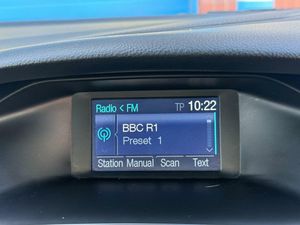 Radio < FM TP 10:22
BBC R1
Preset 1
Station Manual Scan Text